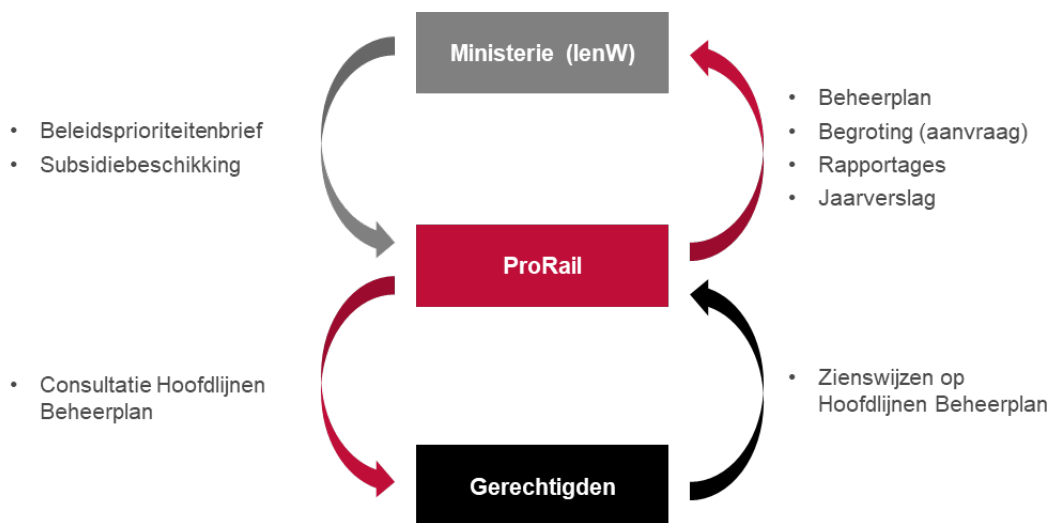 Ministerie (IenW)
• Beleidsprioriteitenbrief
• Subsidiebeschikking
• Beheerplan
• Begroting (aanvraag)
• Rapportages
• Jaarverslag
ProRail
• Consultatie Hoofdlijnen
Beheerplan
• Zienswijzen op
Hoofdlijnen Beheerplan
Gerechtigden